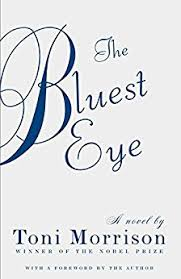 The
Bluest
Eye
A novel by
Toni Morrison
WINNER OF THE NOBEL PRIZE
WITH A FOREWORD BY THE AUTHOR